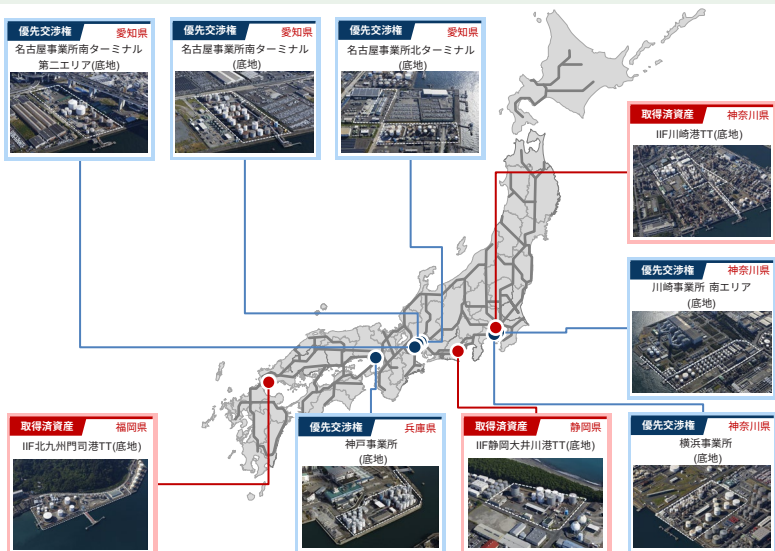 優先交渉権 愛知県
名古屋事業所南ターミナル
第二エリア(底地)
優先交渉権 愛知県
名古屋事業所南ターミナル
(底地)
優先交渉権 愛知県
名古屋事業所北ターミナル
(底地)
取得済資産 神奈川県
IIF川崎港TT(底地)
優先交渉権 神奈川県
川崎事業所 南エリア
(底地)
取得済資産 福岡県
IIF北九州門司港TT(底地)
優先交渉権 兵庫県
神戸事業所
(底地)
取得済資産 静岡県
IIF静岡大井川港TT(底地)
優先交渉権 神奈川県
横浜事業所
(底地)